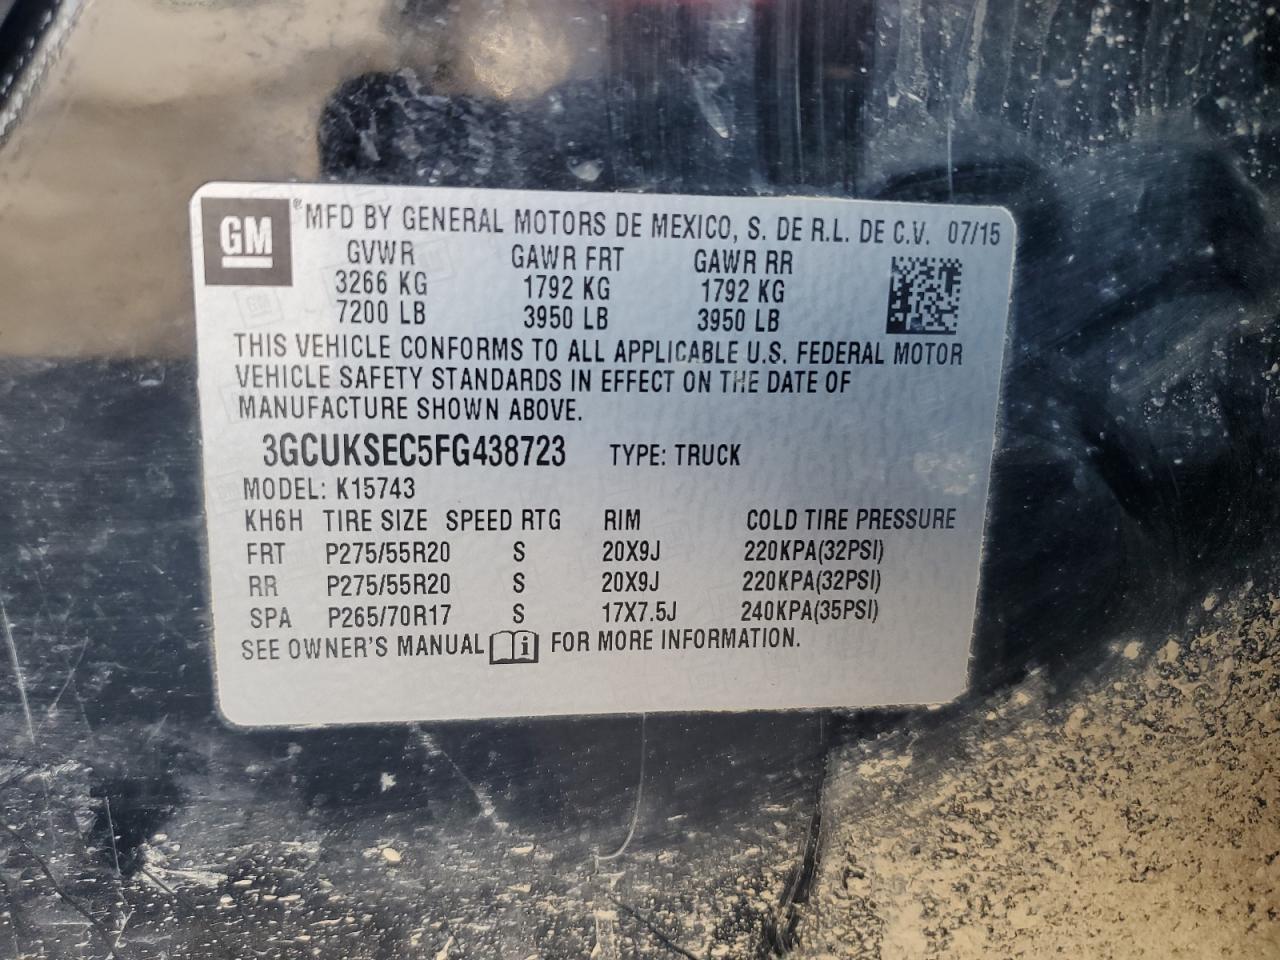 GM ® MFD BY GENERAL MOTORS DE MEXICO, S. DE R.L. DE C.V. 07/15
GVWR GAWR FRT GAWR RR
3266 KG 1792 KG 1792 KG
7200 LB 3950 LB 3950 LB
THIS VEHICLE CONFORMS TO ALL APPLICABLE U.S. FEDERAL MOTOR
VEHICLE SAFETY STANDARDS IN EFFECT ON THE DATE OF
MANUFACTURE SHOWN ABOVE.
3GCUKSEC5FG438723 TYPE: TRUCK
MODEL: K15743
KH6H TIRE SIZE SPEED RTG RIM COLD TIRE PRESSURE
FRT P275/55R20 S 20X9J 220KPA(32PSI)
RR P275/55R20 S 20X9J 220KPA(32PSI)
SPA P265/70R17 S 17X7.5J 240KPA(35PSI)
SEE OWNER'S MANUAL i FOR MORE INFORMATION.